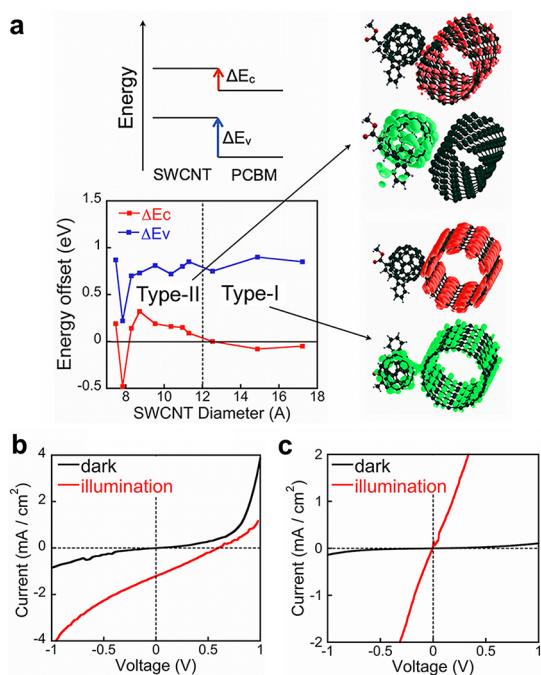 a
Energy
ΔEc
ΔEv
SWCNT PCBM
1.5
1
0.5
0
-0.5
Energy offset (eV)
ΔEc
ΔEv
Type-II Type-I
8 10 12 14 16 18
SWCNT Diameter (A)
b
4
2
0
-2
-4
Current (mA / cm²)
dark
illumination
-1 -0.5 0 0.5 1
Voltage (V)
c
2
1
0
-1
-2
Current (mA / cm²)
dark
illumination
-1 -0.5 0 0.5 1
Voltage (V)